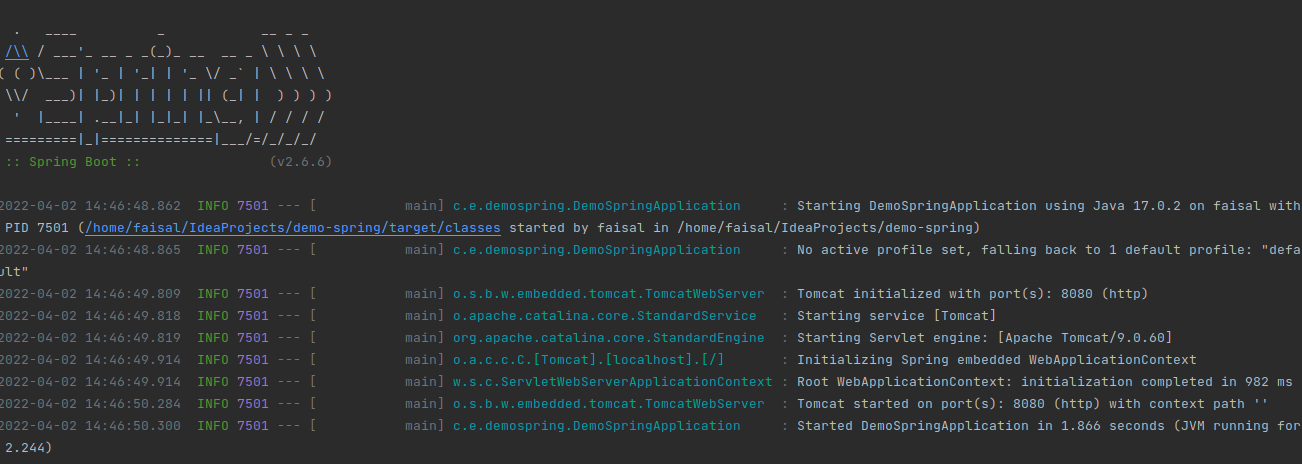 .   ____          _            __ _ _
 /\\ / ___'_ __ _ _(_)_ __  __ _ \ \ \ \
( ( )\___ | '_ | '_| | '_ \/ _` | \ \ \ \
 \\/  ___)| |_)| | | | | || (_| |  ) ) ) )
  '  |____| .__|_| |_|_| |_\__, | / / / /
 =========|_|==============|___/=/_/_/_/
 :: Spring Boot ::                (v2.6.6)
2022-04-02 14:46:48.862  INFO 7501 --- [           main] c.e.demospring.DemoSpringApplication     : Starting DemoSpringApplication using Java 17.0.2 on faisal with
 PID 7501 (/home/faisal/IdeaProjects/demo-spring/target/classes started by faisal in /home/faisal/IdeaProjects/demo-spring)
2022-04-02 14:46:48.865  INFO 7501 --- [           main] c.e.demospring.DemoSpringApplication     : No active profile set, falling back to 1 default profile: "defa
ult"
2022-04-02 14:46:49.809  INFO 7501 --- [           main] o.s.b.w.embedded.tomcat.TomcatWebServer  : Tomcat initialized with port(s): 8080 (http)
2022-04-02 14:46:49.818  INFO 7501 --- [           main] o.apache.catalina.core.StandardService   : Starting service [Tomcat]
2022-04-02 14:46:49.819  INFO 7501 --- [           main] org.apache.catalina.core.StandardEngine  : Starting Servlet engine: [Apache Tomcat/9.0.60]
2022-04-02 14:46:49.914  INFO 7501 --- [           main] o.a.c.c.C.[Tomcat].[localhost].[/]       : Initializing Spring embedded WebApplicationContext
2022-04-02 14:46:49.914  INFO 7501 --- [           main] w.s.c.ServletWebServerApplicationContext : Root WebApplicationContext: initialization completed in 982 ms
2022-04-02 14:46:50.284  INFO 7501 --- [           main] o.s.b.w.embedded.tomcat.TomcatWebServer  : Tomcat started on port(s): 8080 (http) with context path ''
2022-04-02 14:46:50.300  INFO 7501 --- [           main] c.e.demospring.DemoSpringApplication     : Started DemoSpringApplication in 1.866 seconds (JVM running for
 2.244)